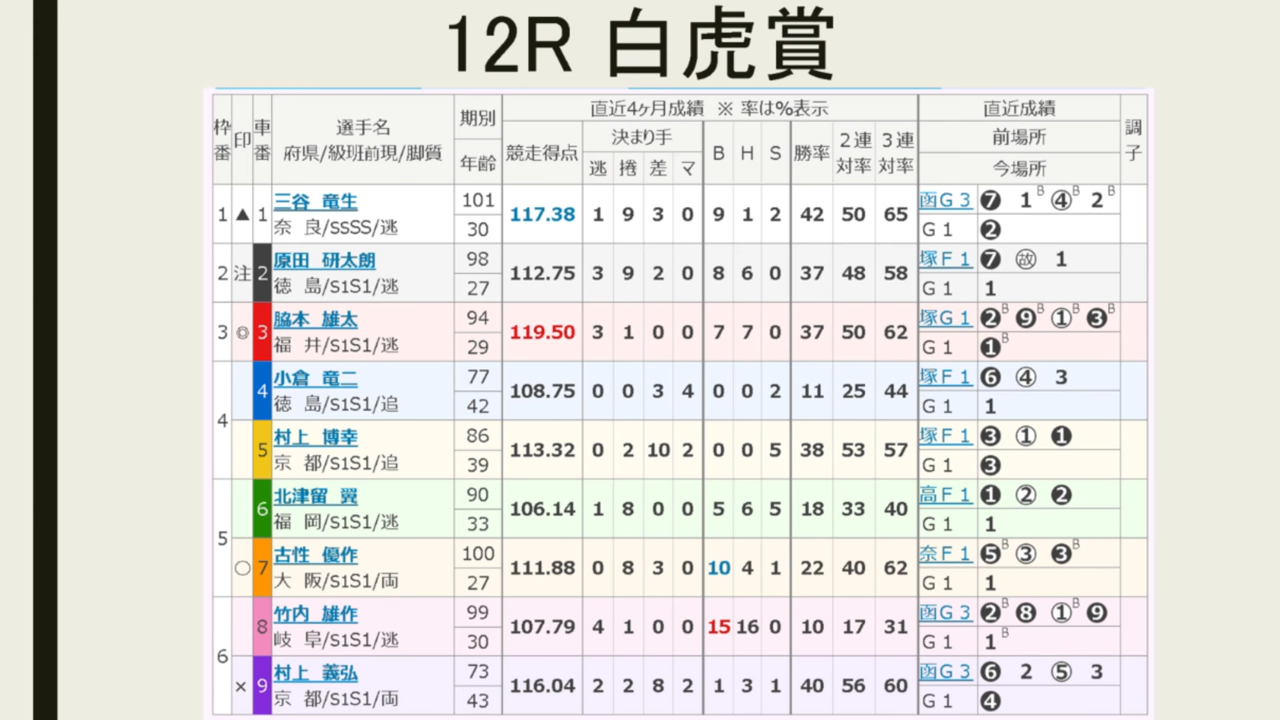 12R 白虎賞
枠番 印 車番 選手名 府県/級班前現/脚質 期別 年齢 直近4ヶ月成績 ※ 率は%表示 直近成績 調子
競走得点 決まり手 B H S 勝率 2連対率 3連対率 前場所
逃 捲 差 マ 今場所
1 ▲ 1 三谷 竜生 101 117.38 1 9 3 0 9 1 2 42 50 65 函G3 ❼ 1B ④B 2B
奈 良/SSSS/逃 30 G1 ❷
2 注 2 原田 研太朗 98 112.75 3 9 2 0 8 6 0 37 48 58 塚F1 ❼ 故 1
徳 島/S1S1/逃 27 G1 1
3 ◎ 3 脇本 雄太 94 119.50 3 1 0 0 7 7 0 37 50 62 塚G1 ❷B ❾B ①B ❸B
福 井/S1S1/逃 29 G1 ❶B
4 4 小倉 竜二 77 108.75 0 0 3 4 0 0 2 11 25 44 塚F1 ❻ ④ 3
徳 島/S1S1/追 42 G1 1
5 村上 博幸 86 113.32 0 2 10 2 0 0 5 38 53 57 塚F1 ❸ ① ❶
京 都/S1S1/追 39 G1 ❸
5 6 北津留 翼 90 106.14 1 8 0 0 5 6 5 18 33 40 高F1 ❶ ② ❷
福 岡/S1S1/逃 33 G1 1
○ 7 古性 優作 100 111.88 0 8 3 0 10 4 1 22 40 62 奈F1 ❺B ③ ❸B
大 阪/S1S1/両 27 G1 1
6 8 竹内 雄作 99 107.79 4 1 0 0 15 16 0 10 17 31 函G3 ❷B ❽ ①B ❾
岐 阜/S1S1/逃 30 G1 1B
× 9 村上 義弘 73 116.04 2 2 8 2 1 3 1 40 56 60 函G3 ❻ 2 ⑤ 3
京 都/S1S1/両 43 G1 ❹